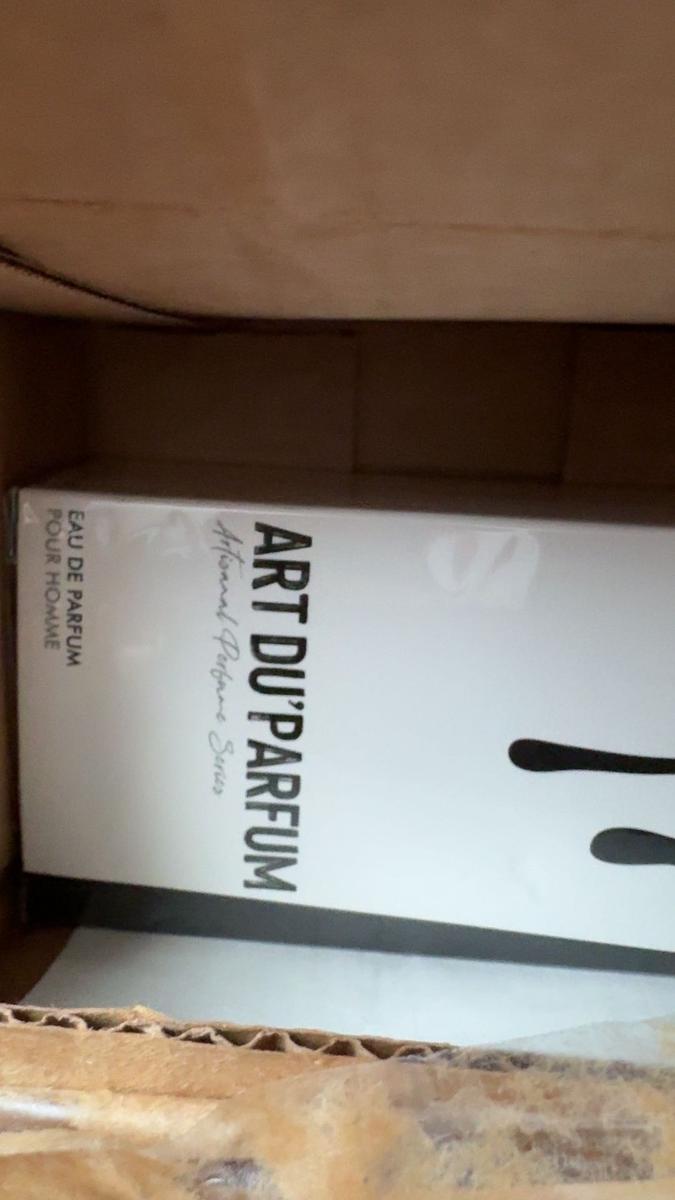 ART DU'PARFUM
Artisanal Perfume Series
EAU DE PARFUM
POUR HOMME